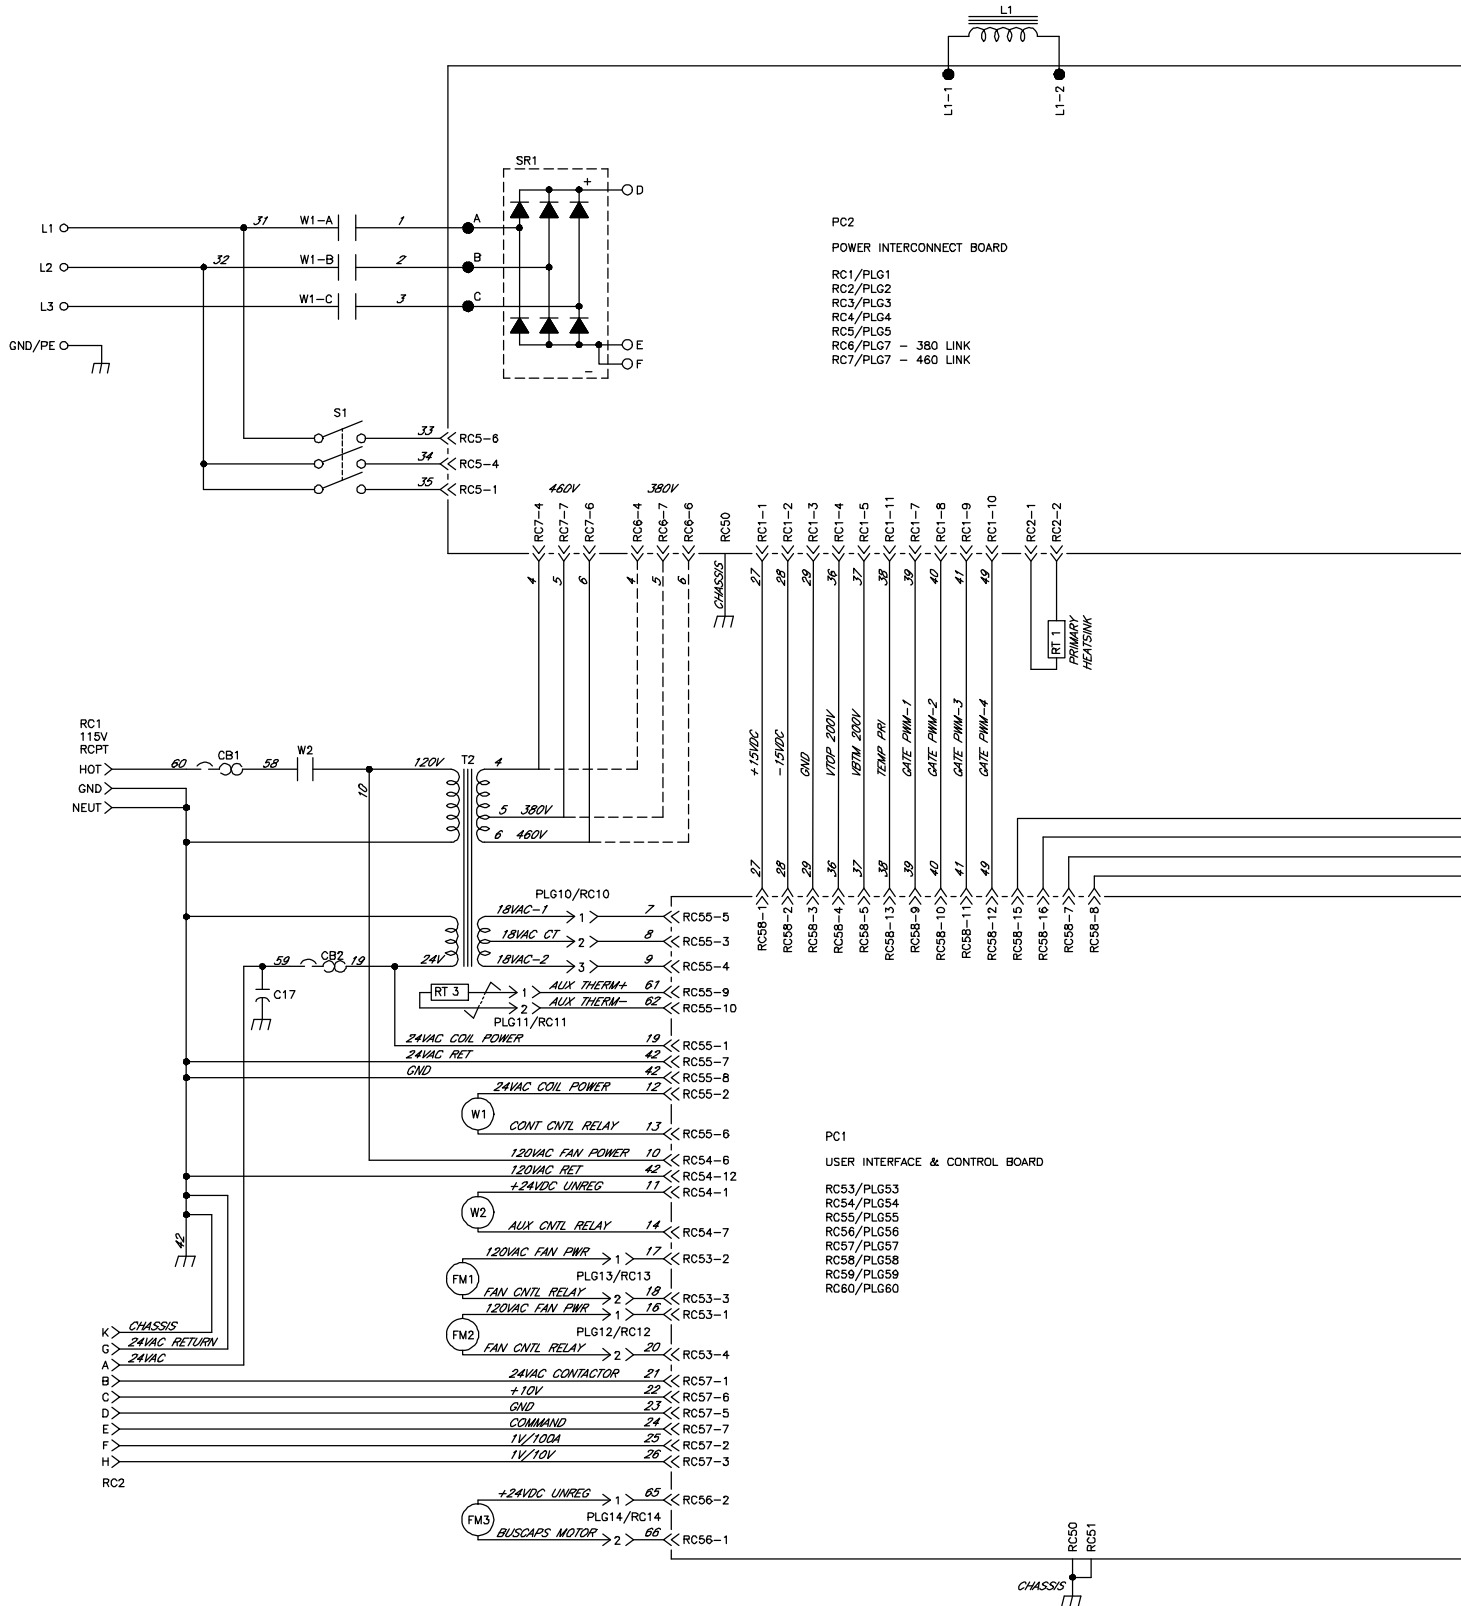 L1
L1-1
L1-2
SR1
+
D
A
B
C
E
F
-
L1
31
W1-A
1
L2
32
W1-B
2
L3
W1-C
3
GND/PE
PC2
POWER INTERCONNECT BOARD
RC1/PLG1
RC2/PLG2
RC3/PLG3
RC4/PLG4
RC5/PLG5
RC6/PLG7 - 380 LINK
RC7/PLG7 - 460 LINK
S1
33
RC5-6
34
RC5-4
35
RC5-1
460V
380V
RC7-4
RC7-7
RC7-6
RC6-4
RC6-7
RC6-6
RC50
RC1-1
RC1-2
RC1-3
RC1-4
RC1-5
RC1-11
RC1-7
RC1-8
RC1-9
RC1-10
RC2-1
RC2-2
4
5
6
4
5
6
CHASSIS
27
28
29
36
37
38
39
40
41
49
RT 1
PRIMARY
HEATSINK
+15VDC
-15VDC
GND
VTOP 200V
VBTM 200V
TEMP PRI
GATE PWM-1
GATE PWM-2
GATE PWM-3
GATE PWM-4
27
28
29
36
37
38
39
40
41
49
RC58-1
RC58-2
RC58-3
RC58-4
RC58-5
RC58-13
RC58-9
RC58-10
RC58-11
RC58-12
RC58-15
RC58-16
RC58-7
RC58-8
RC1
115V
RCPT
HOT
GND
NEUT
60
CB1
58
W2
10
120V
T2
4
5 380V
6 460V
PLG10/RC10
18VAC-1
1
7
RC55-5
18VAC CT
2
8
RC55-3
18VAC-2
3
9
RC55-4
59
CB2
19
24V
C17
RT 3
1
AUX THERM+
61
RC55-9
2
AUX THERM-
62
RC55-10
PLG11/RC11
24VAC COIL POWER
19
RC55-1
24VAC RET
42
RC55-7
GND
42
RC55-8
24VAC COIL POWER
12
RC55-2
W1
CONT CNTL RELAY
13
RC55-6
120VAC FAN POWER
10
RC54-6
120VAC RET
42
RC54-12
+24VDC UNREG
11
RC54-1
W2
AUX CNTL RELAY
14
RC54-7
42
120VAC FAN PWR
1
17
RC53-2
FM1
PLG13/RC13
FAN CNTL RELAY
2
18
RC53-3
120VAC FAN PWR
1
16
RC53-1
FM2
PLG12/RC12
FAN CNTL RELAY
2
20
RC53-4
K
CHASSIS
G
24VAC RETURN
A
24VAC
B
24VAC CONTACTOR
21
RC57-1
C
+10V
22
RC57-6
D
GND
23
RC57-5
E
COMMAND
24
RC57-7
F
1V/100A
25
RC57-2
H
1V/10V
26
RC57-3
RC2
+24VDC UNREG
1
65
RC56-2
FM3
PLG14/RC14
BUSCAPS MOTOR
2
66
RC56-1
PC1
USER INTERFACE & CONTROL BOARD
RC53/PLG53
RC54/PLG54
RC55/PLG55
RC56/PLG56
RC57/PLG57
RC58/PLG58
RC59/PLG59
RC60/PLG60
RC50
RC51
CHASSIS